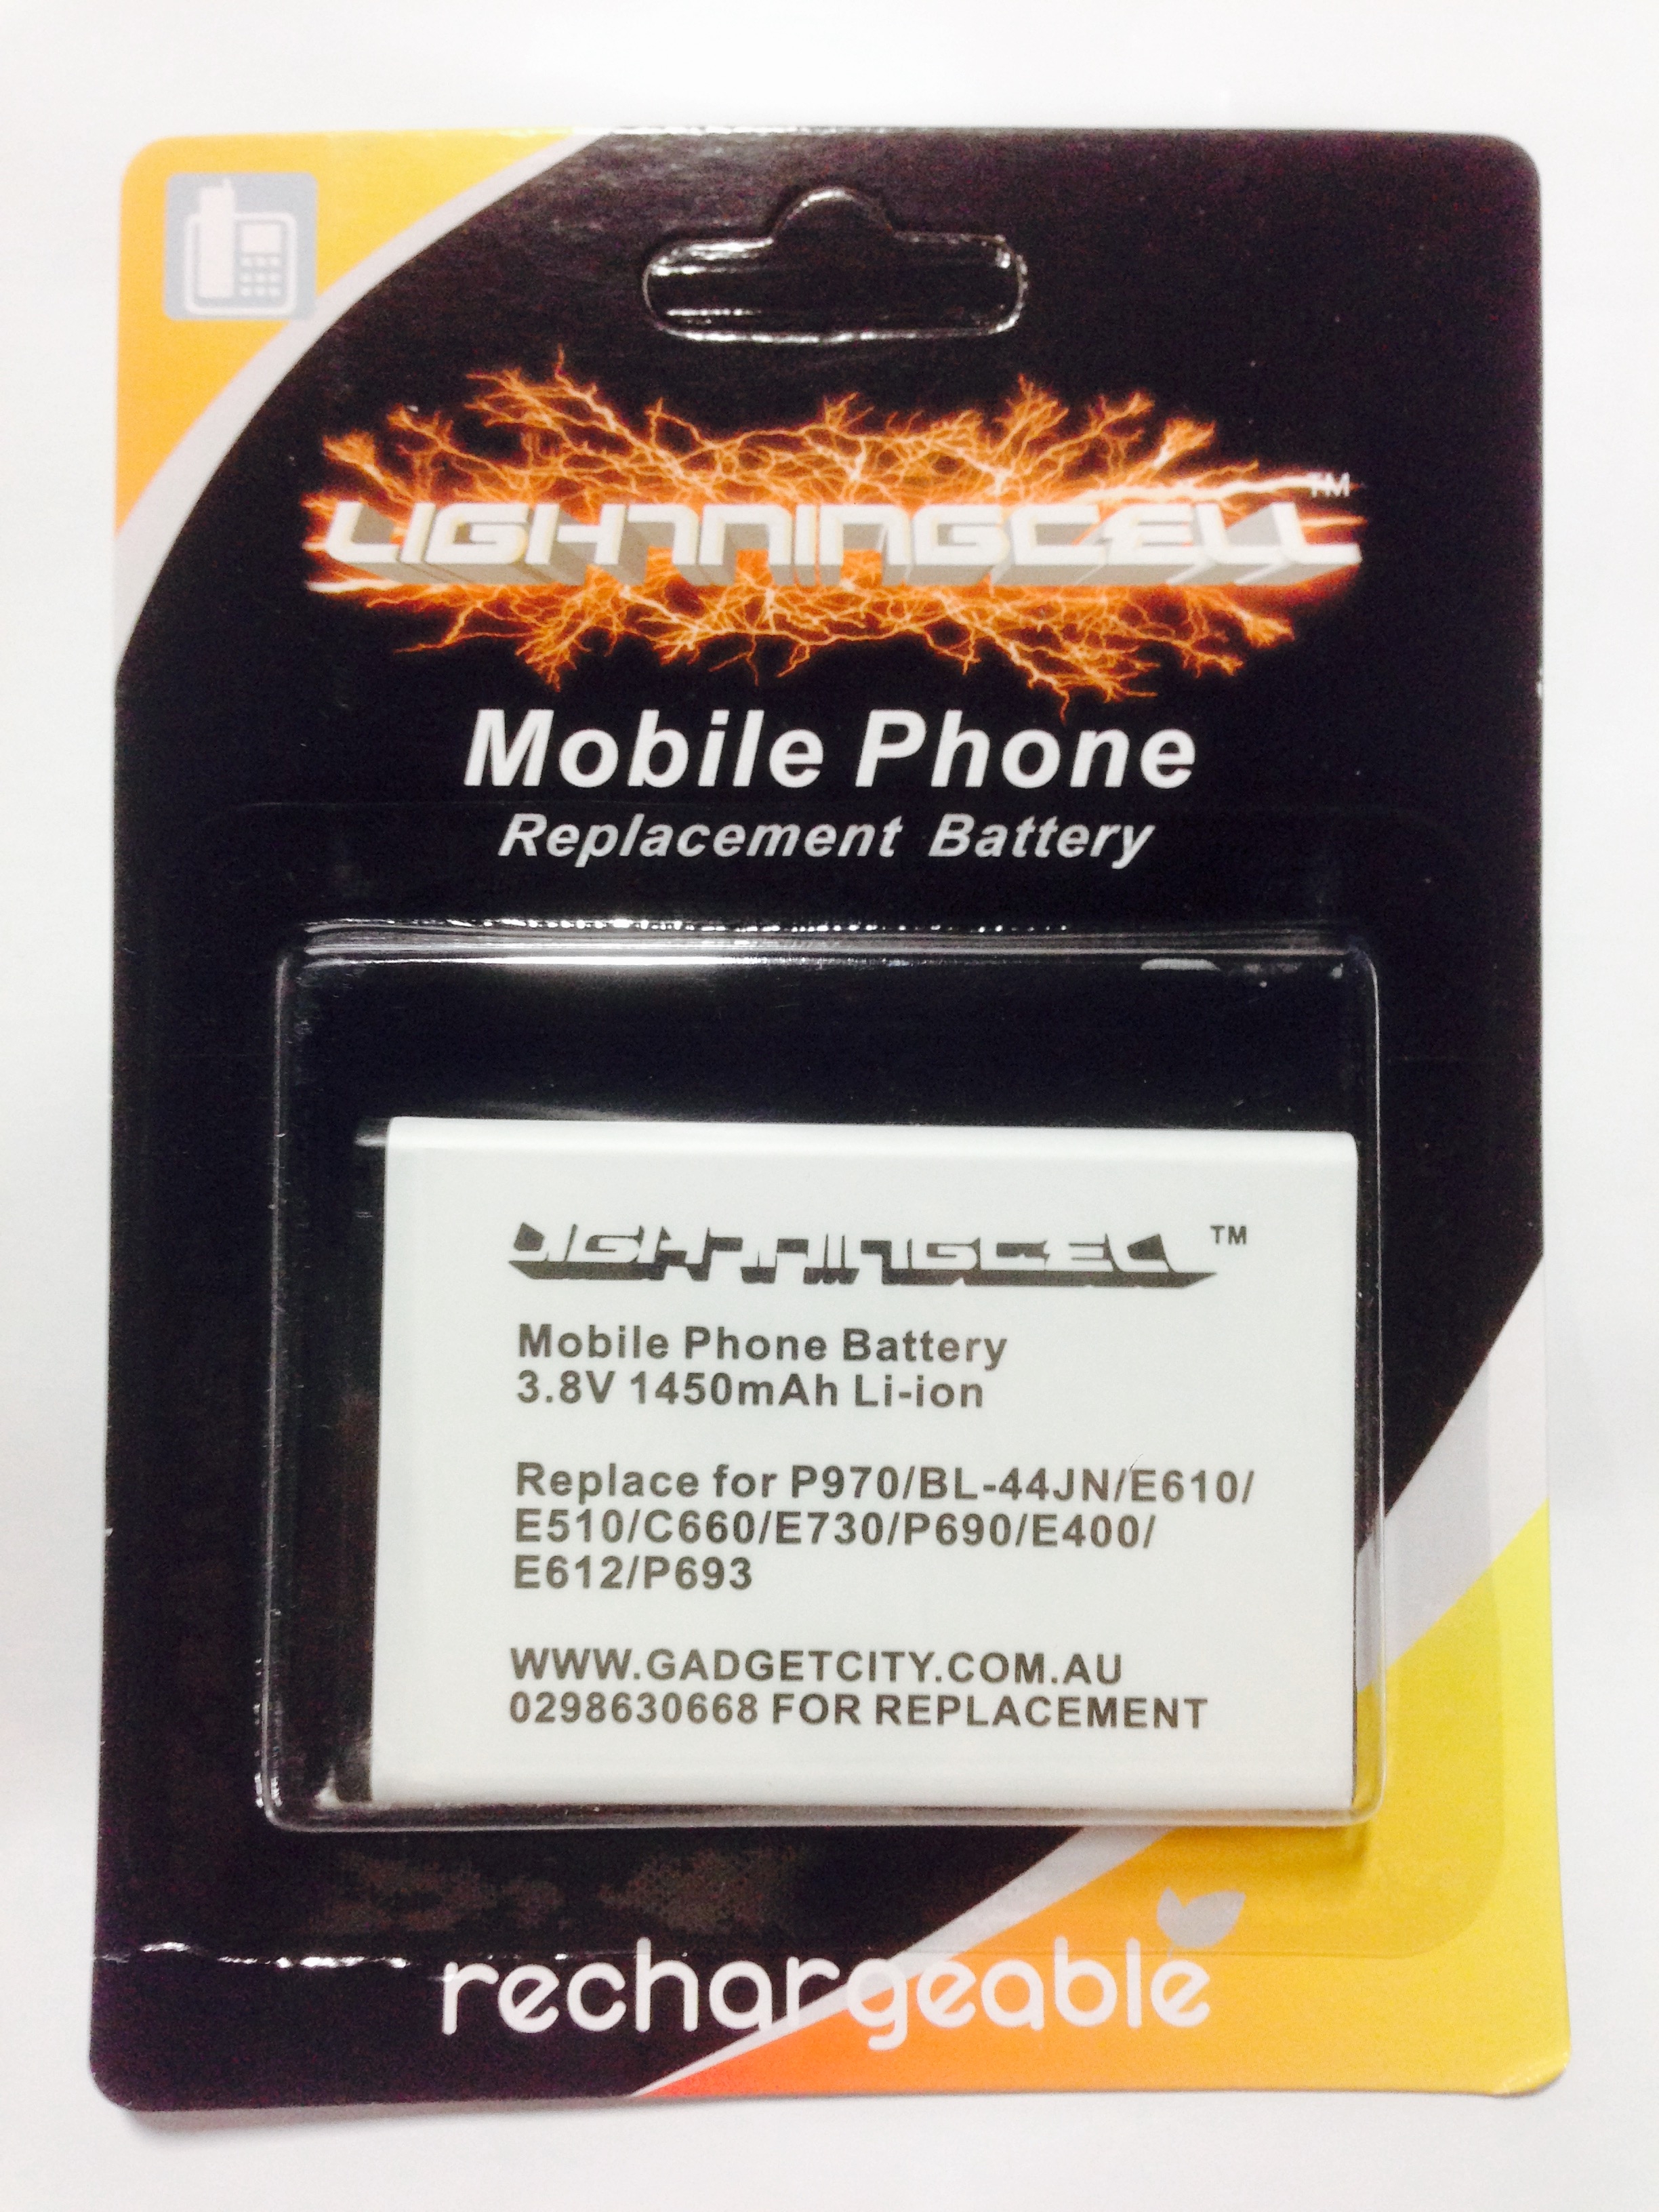 LIGHTNINGCELL™
Mobile Phone
Replacement Battery
LIGHTNINGCELL™
Mobile Phone Battery
3.8V 1450mAh Li-ion
Replace for P970/BL-44JN/E610/
E510/C660/E730/P690/E400/
E612/P693
WWW.GADGETCITY.COM.AU
0298630668 FOR REPLACEMENT
rechargeable